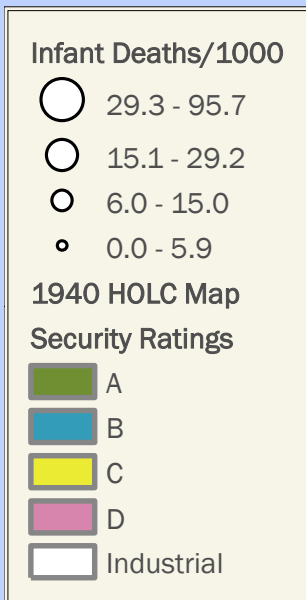 Infant Deaths/1000
29.3 - 95.7
15.1 - 29.2
6.0 - 15.0
0.0 - 5.9
1940 HOLC Map
Security Ratings
A
B
C
D
Industrial